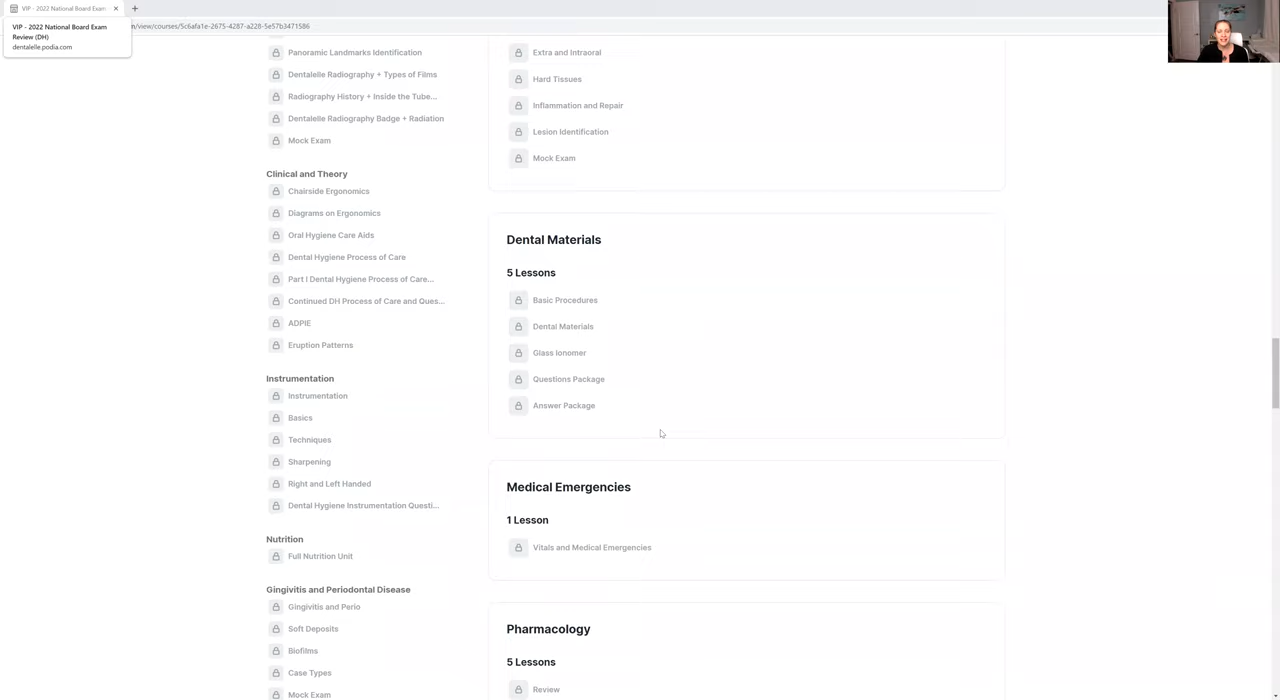 VIP - 2022 National Board Exam
VIP - 2022 National Board Exam
Review (DH)
dentalelle.podia.com
/view/courses/5c6afa1e-2675-4287-a228-5e57b3471586
Panoramic Landmarks Identification
Dentalelle Radiography + Types of Films
Radiography History + Inside the Tube...
Dentalelle Radiography Badge + Radiation
Mock Exam
Clinical and Theory
Chairside Ergonomics
Diagrams on Ergonomics
Oral Hygiene Care Aids
Dental Hygiene Process of Care
Part I Dental Hygiene Process of Care...
Continued DH Process of Care and Ques...
ADPIE
Eruption Patterns
Instrumentation
Instrumentation
Basics
Techniques
Sharpening
Right and Left Handed
Dental Hygiene Instrumentation Questi...
Nutrition
Full Nutrition Unit
Gingivitis and Periodontal Disease
Gingivitis and Perio
Soft Deposits
Biofilms
Case Types
Mock Exam
Extra and Intraoral
Hard Tissues
Inflammation and Repair
Lesion Identification
Mock Exam
Dental Materials
5 Lessons
Basic Procedures
Dental Materials
Glass Ionomer
Questions Package
Answer Package
Medical Emergencies
1 Lesson
Vitals and Medical Emergencies
Pharmacology
5 Lessons
Review